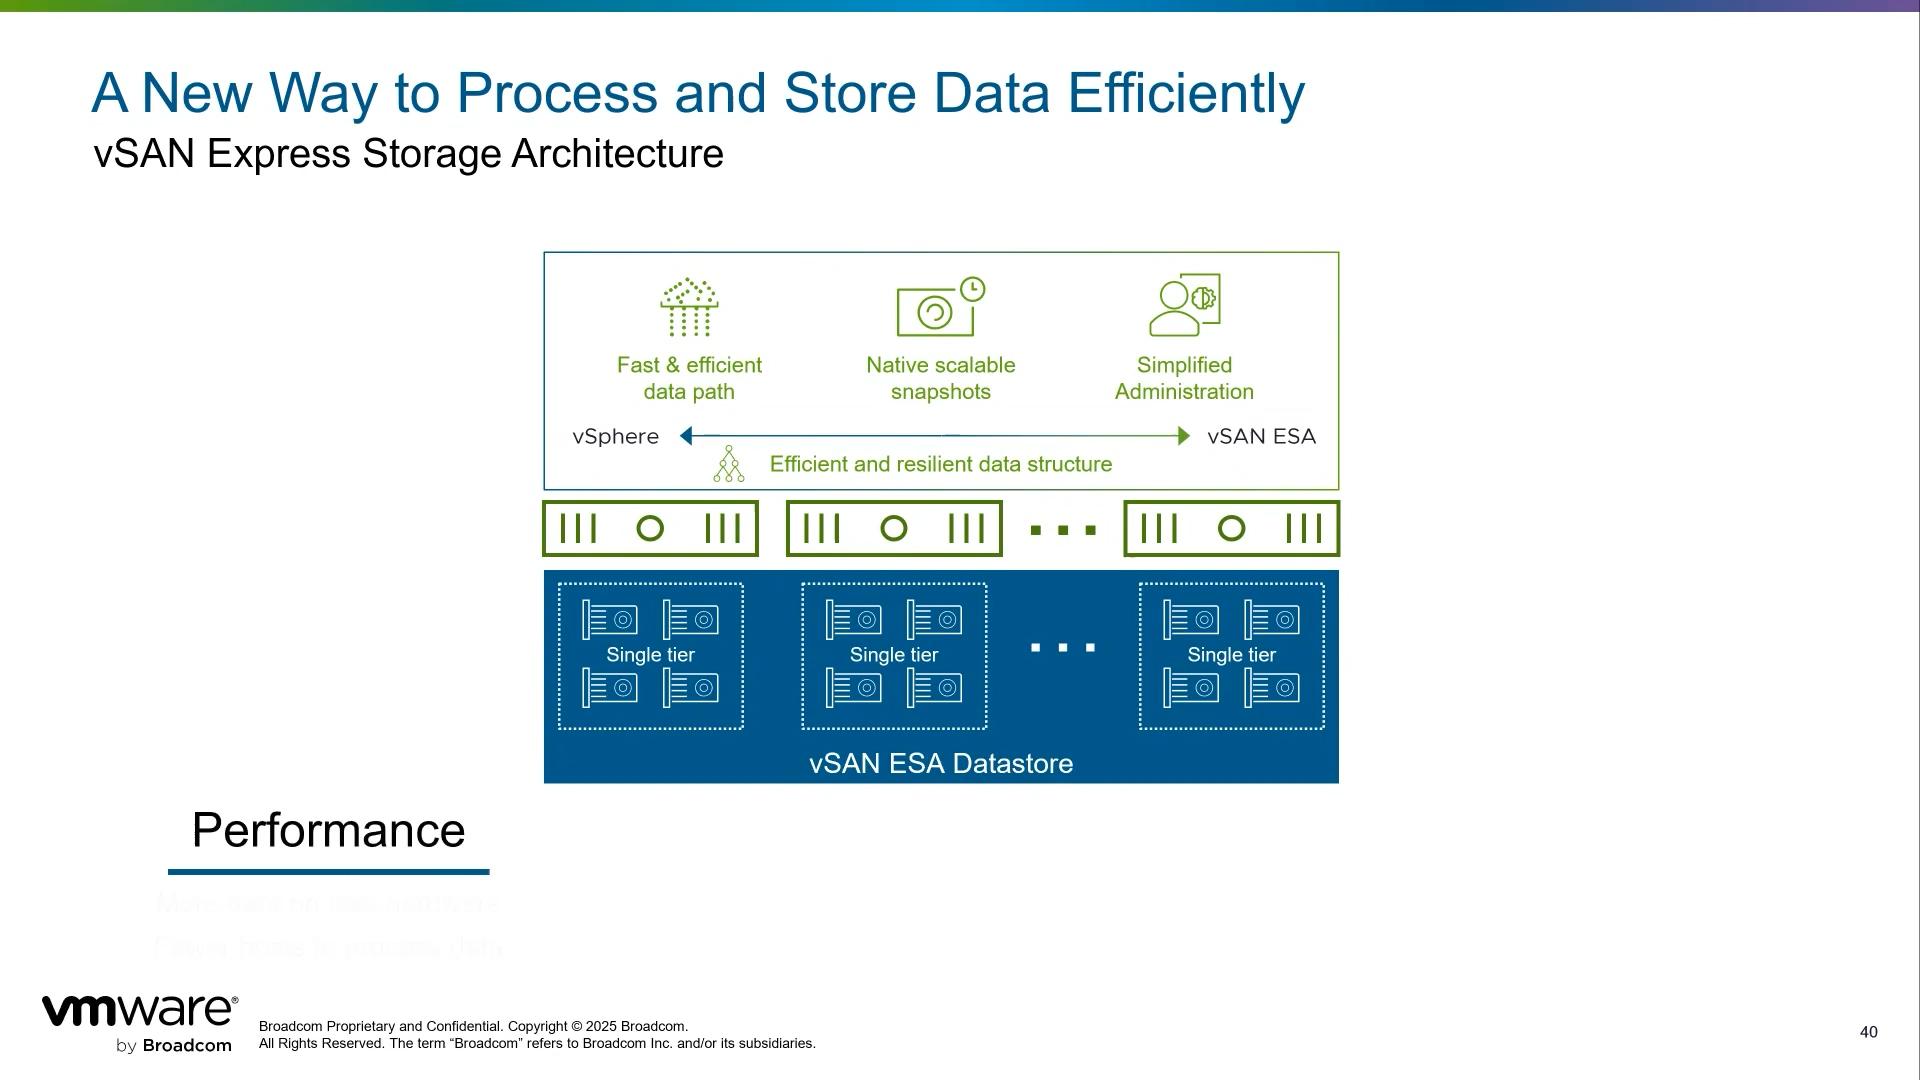 A New Way to Process and Store Data Efficiently
vSAN Express Storage Architecture
Fast & efficient
data path
Native scalable
snapshots
Simplified
Administration
vSphere
vSAN ESA
Efficient and resilient data structure
Single tier
Single tier
Single tier
vSAN ESA Datastore
Performance
vmware®
by Broadcom
Broadcom Proprietary and Confidential. Copyright © 2025 Broadcom.
All Rights Reserved. The term “Broadcom” refers to Broadcom Inc. and/or its subsidiaries.
40